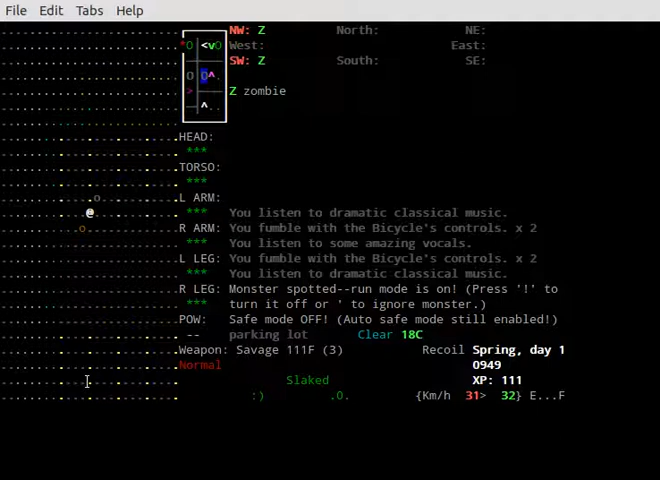 File Edit Tabs Help
NW: Z North: NE:
West: East:
SW: Z South: SE:
Z zombie
HEAD:
***
TORSO:
***
L ARM:
*** You listen to dramatic classical music.
R ARM: You fumble with the Bicycle's controls. x 2
*** You listen to some amazing vocals.
L LEG: You fumble with the Bicycle's controls. x 2
*** You listen to dramatic classical music.
R LEG: Monster spotted--run mode is on! (Press '!' to
*** turn it off or ' to ignore monster.)
POW: Safe mode OFF! (Auto safe mode still enabled!)
-- parking lot Clear 18C
Weapon: Savage 111F (3) Recoil Spring, day 1
Normal 0949
Slaked XP: 111
:) .0. {Km/h 31> 32} E...F